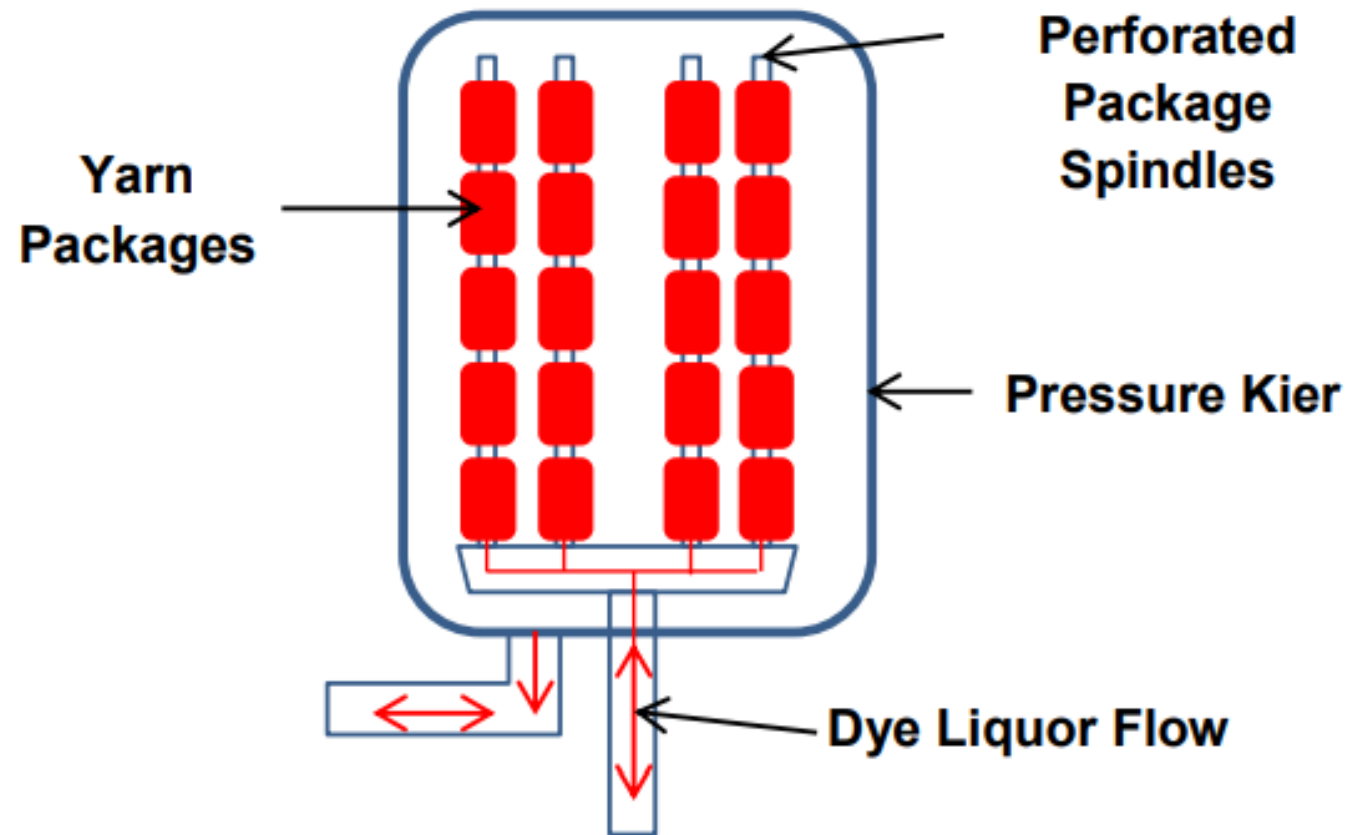 Perforated
Package
Spindles
Yarn
Packages
Pressure Kier
Dye Liquor Flow